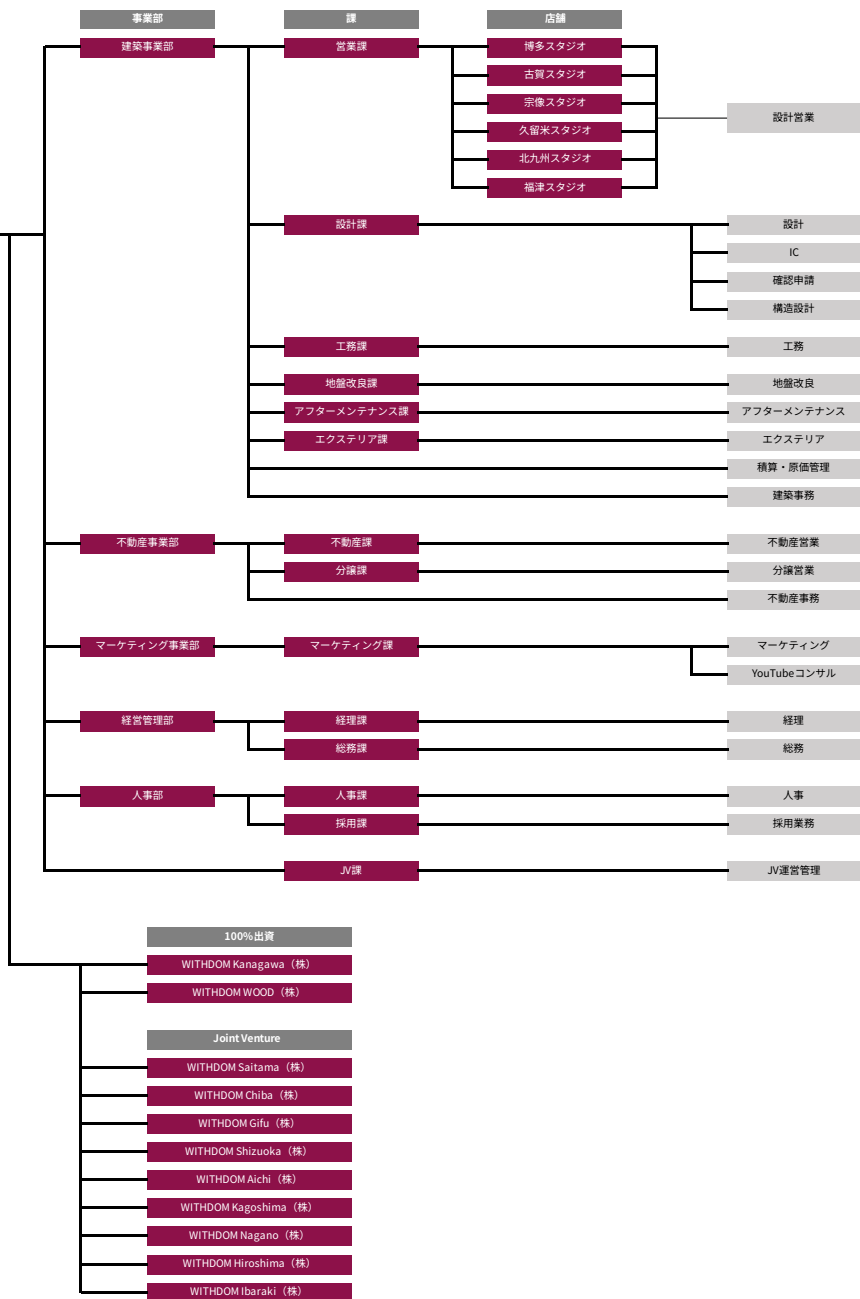 事業部
課
店舗
建築事業部
営業課
博多スタジオ
古賀スタジオ
宗像スタジオ
久留米スタジオ
北九州スタジオ
福津スタジオ
設計営業
設計課
設計
IC
確認申請
構造設計
工務課
工務
地盤改良課
地盤改良
アフターメンテナンス課
アフターメンテナンス
エクステリア課
エクステリア
積算・原価管理
建築事務
不動産事業部
不動産課
不動産営業
分譲課
分譲営業
不動産事務
マーケティング事業部
マーケティング課
マーケティング
YouTubeコンサル
経営管理部
経理課
経理
総務課
総務
人事部
人事課
人事
採用課
採用業務
JV課
JV運営管理
100%出資
WITHDOM Kanagawa（株）
WITHDOM WOOD（株）
Joint Venture
WITHDOM Saitama（株）
WITHDOM Chiba（株）
WITHDOM Gifu（株）
WITHDOM Shizuoka（株）
WITHDOM Aichi（株）
WITHDOM Kagoshima（株）
WITHDOM Nagano（株）
WITHDOM Hiroshima（株）
WITHDOM Ibaraki（株）